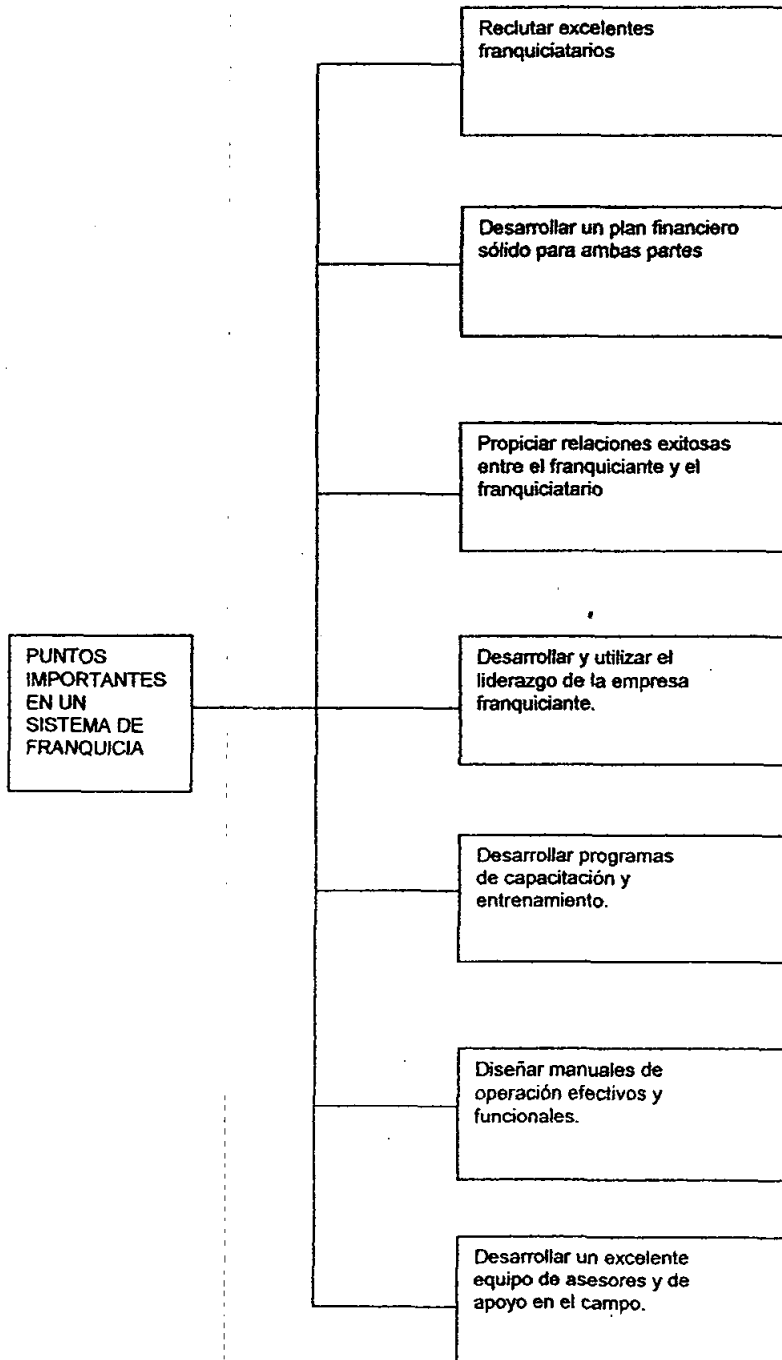 Reclutar excelentes
franquiciatarios
Desarrollar un plan financiero
sólido para ambas partes
Propiciar relaciones exitosas
entre el franquiciante y el
franquiciatario
PUNTOS
IMPORTANTES
EN UN
SISTEMA DE
FRANQUICIA
Desarrollar y utilizar el
liderazgo de la empresa
franquiciante.
Desarrollar programas
de capacitación y
entrenamiento.
Diseñar manuales de
operación efectivos y
funcionales.
Desarrollar un excelente
equipo de asesores y de
apoyo en el campo.